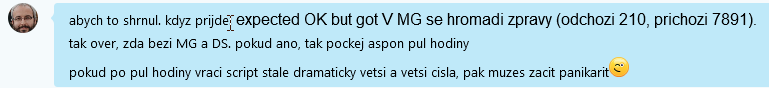 abych to shrnul. kdyz prijde expected OK but got V MG se hromadi zpravy (odchozi 210, prichozi 7891).
tak over, zda bezi MG a DS. pokud ano, tak pockej aspon pul hodiny
pokud po pul hodiny vraci script stale dramaticky vetsi a vetsi cisla, pak muzes zacit panikarit